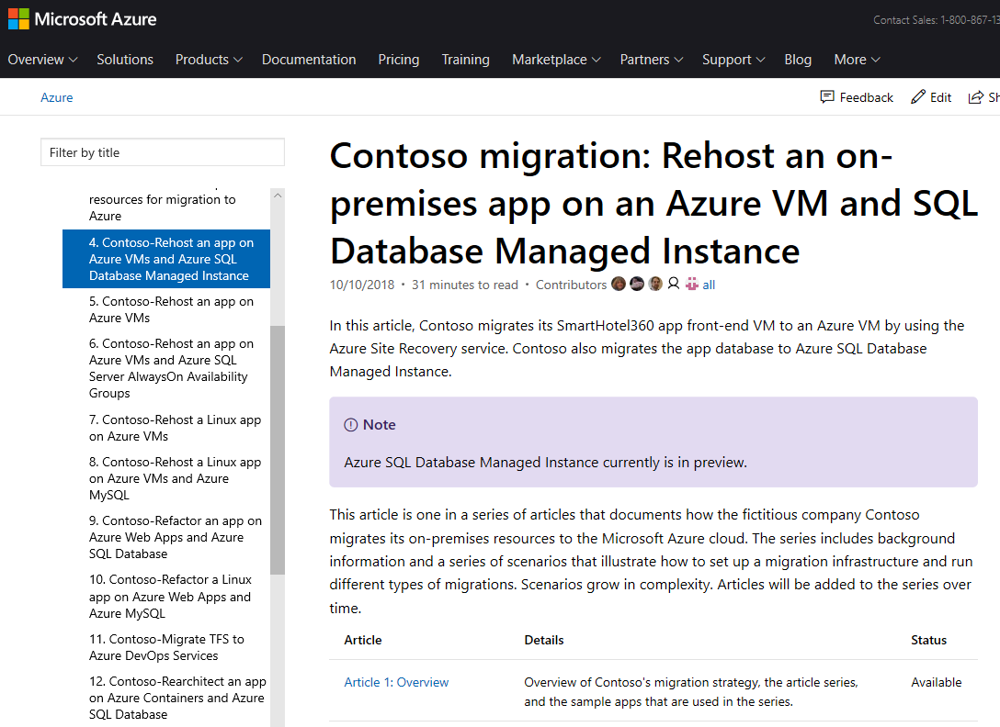 Microsoft Azure
Contact Sales: 1-800-867-13
Overview Solutions Products Documentation Pricing Training Marketplace Partners Support Blog More
Azure
Feedback Edit Sh
Filter by title
resources for migration to
Azure
4. Contoso-Rehost an app on
Azure VMs and Azure SQL
Database Managed Instance
5. Contoso-Rehost an app on
Azure VMs
6. Contoso-Rehost an app on
Azure VMs and Azure SQL
Server AlwaysOn Availability
Groups
7. Contoso-Rehost a Linux app
on Azure VMs
8. Contoso-Rehost a Linux app
on Azure VMs and Azure
MySQL
9. Contoso-Refactor an app on
Azure Web Apps and Azure
SQL Database
10. Contoso-Refactor a Linux
app on Azure Web Apps and
Azure MySQL
11. Contoso-Migrate TFS to
Azure DevOps Services
12. Contoso-Rearchitect an app
on Azure Containers and Azure
SQL Database
Contoso migration: Rehost an on-
premises app on an Azure VM and SQL
Database Managed Instance
10/10/2018 • 31 minutes to read • Contributors all
In this article, Contoso migrates its SmartHotel360 app front-end VM to an Azure VM by using the
Azure Site Recovery service. Contoso also migrates the app database to Azure SQL Database
Managed Instance.
Note
Azure SQL Database Managed Instance currently is in preview.
This article is one in a series of articles that documents how the fictitious company Contoso
migrates its on-premises resources to the Microsoft Azure cloud. The series includes background
information and a series of scenarios that illustrate how to set up a migration infrastructure and run
different types of migrations. Scenarios grow in complexity. Articles will be added to the series over
time.
Article Details Status
Article 1: Overview Overview of Contoso's migration strategy, the article series, Available
and the sample apps that are used in the series.